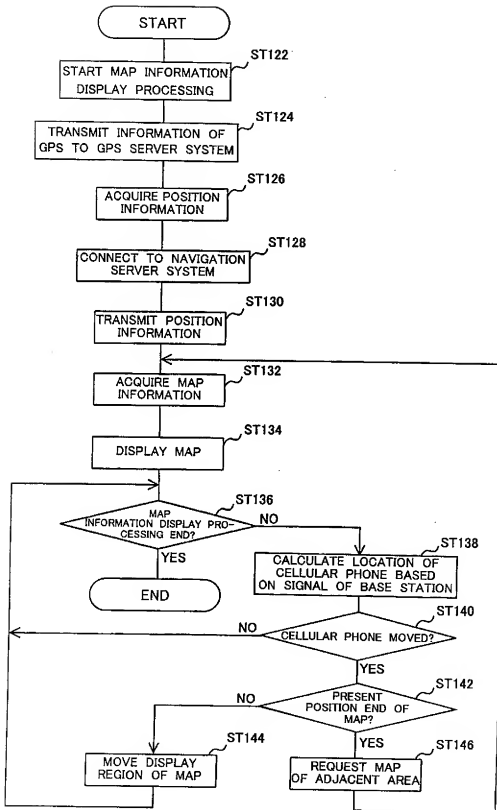 START
ST122
START MAP INFORMATION
DISPLAY PROCESSING
ST124
TRANSMIT INFORMATION OF
GPS TO GPS SERVER SYSTEM
ST126
ACQUIRE POSITION
INFORMATION
ST128
CONNECT TO NAVIGATION
SERVER SYSTEM
ST130
TRANSMIT POSITION
INFORMATION
ST132
ACQUIRE MAP
INFORMATION
ST134
DISPLAY MAP
ST136
MAP
INFORMATION DISPLAY PRO-
CESSING END?
NO
YES
END
ST138
CALCULATE LOCATION OF
CELLULAR PHONE BASED
ON SIGNAL OF BASE STATION
ST140
NO
CELLULAR PHONE MOVED?
YES
ST142
NO
PRESENT
POSITION END OF
MAP?
YES
ST144
MOVE DISPLAY
REGION OF MAP
ST146
REQUEST MAP
OF ADJACENT AREA